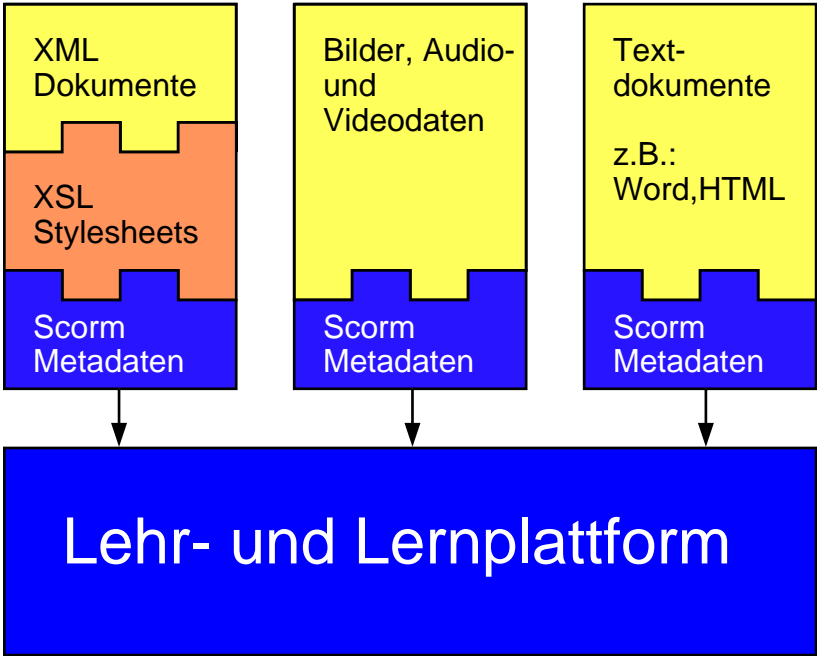 XML
Dokumente
XSL
Stylesheets
Scorm
Metadaten
Bilder, Audio-
und
Videodaten
Scorm
Metadaten
Text-
dokumente
z.B.:
Word,HTML
Scorm
Metadaten
Lehr- und Lernplattform